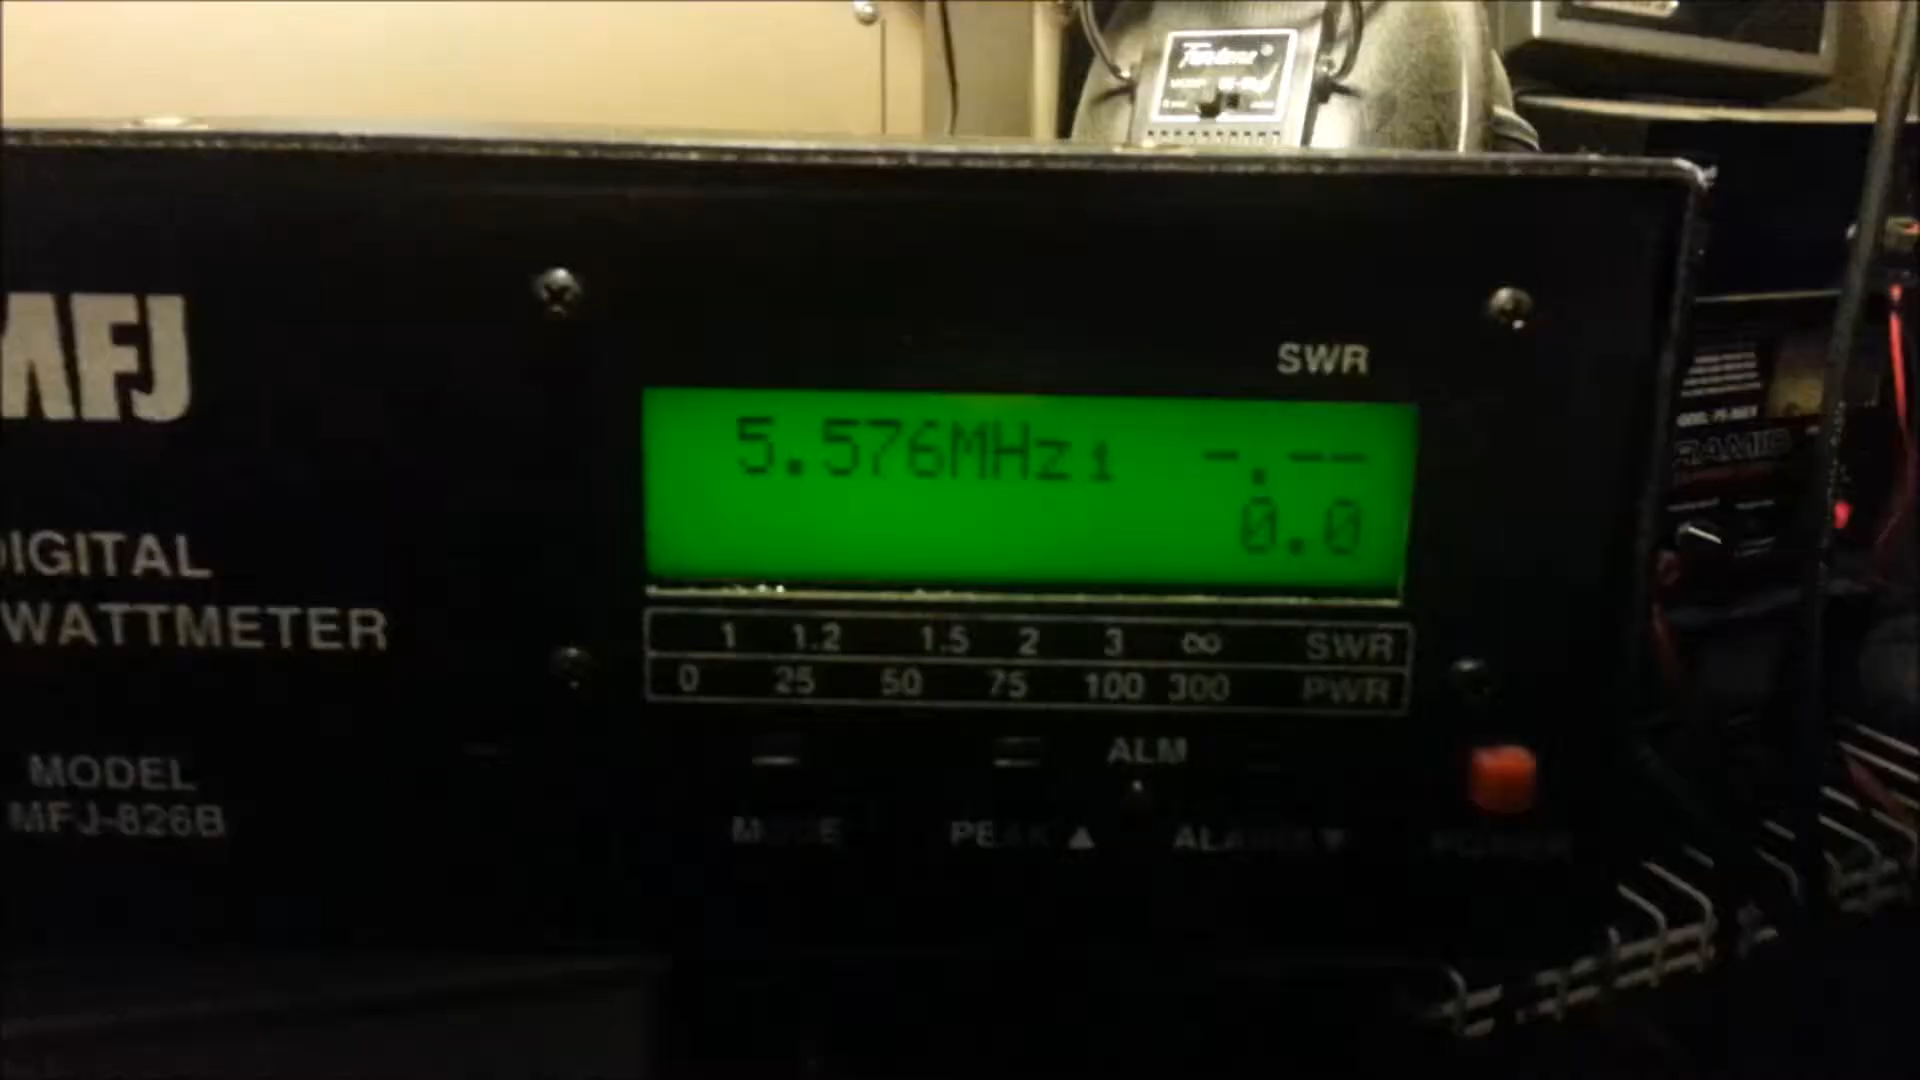 MFJ
SWR
5.576MHz i -.--
0.0
DIGITAL
WATTMETER
1 1.2 1.5 2 3 ∞ SWR
0 25 50 75 100 300 PWR
MODEL
MFJ-826B
ALM
MODE PEAK ▲ ALARM ▼ POWER
RAMID